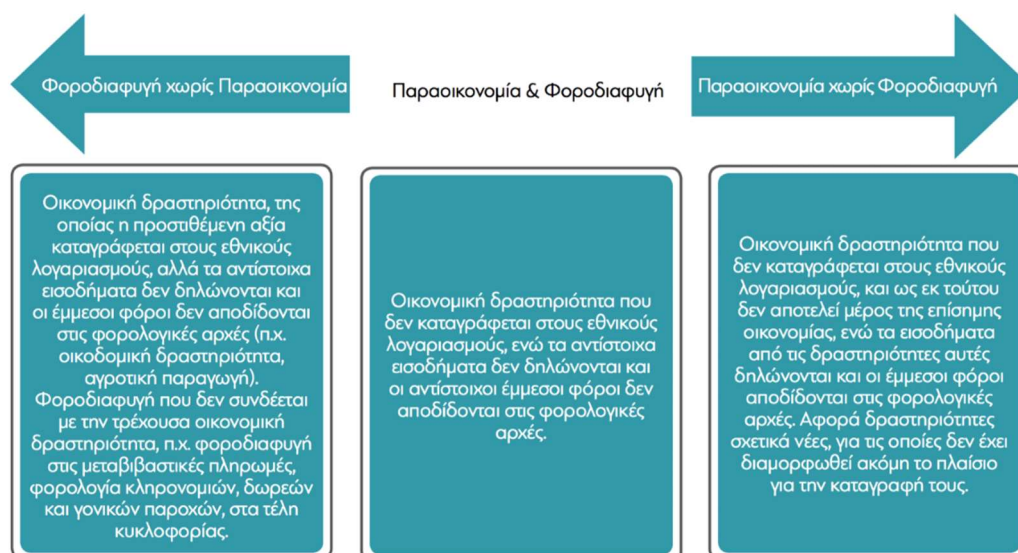 Φοροδιαφυγή χωρίς Παραοικονομία
Παραοικονομία & Φοροδιαφυγή
Παραοικονομία χωρίς Φοροδιαφυγή
Οικονομική δραστηριότητα, της
οποίας η προστιθέμενη αξία
καταγράφεται στους εθνικούς
λογαριασμούς, αλλά τα αντίστοιχα
εισοδήματα δεν δηλώνονται και
οι έμμεσοι φόροι δεν αποδίδονται
στις φορολογικές αρχές (π.χ.
οικοδομική δραστηριότητα,
αγροτική παραγωγή).
Φοροδιαφυγή που δεν συνδέεται
με την τρέχουσα οικονομική
δραστηριότητα, π.χ. φοροδιαφυγή
στις μεταβιβαστικές πληρωμές,
φορολογία κληρονομιών, δωρεών
και γονικών παροχών, στα τέλη
κυκλοφορίας.
Οικονομική δραστηριότητα που
δεν καταγράφεται στους εθνικούς
λογαριασμούς, ενώ τα αντίστοιχα
εισοδήματα δεν δηλώνονται και
οι αντίστοιχοι έμμεσοι φόροι δεν
αποδίδονται στις φορολογικές
αρχές.
Οικονομική δραστηριότητα που
δεν καταγράφεται στους εθνικούς
λογαριασμούς, και ως εκ τούτου
δεν αποτελεί μέρος της επίσημης
οικονομίας, ενώ τα εισοδήματα
από τις δραστηριότητες αυτές
δηλώνονται και οι έμμεσοι φόροι
αποδίδονται στις φορολογικές
αρχές. Αφορά δραστηριότητες
σχετικά νέες, για τις οποίες δεν έχει
διαμορφωθεί ακόμη το πλαίσιο
για την καταγραφή τους.